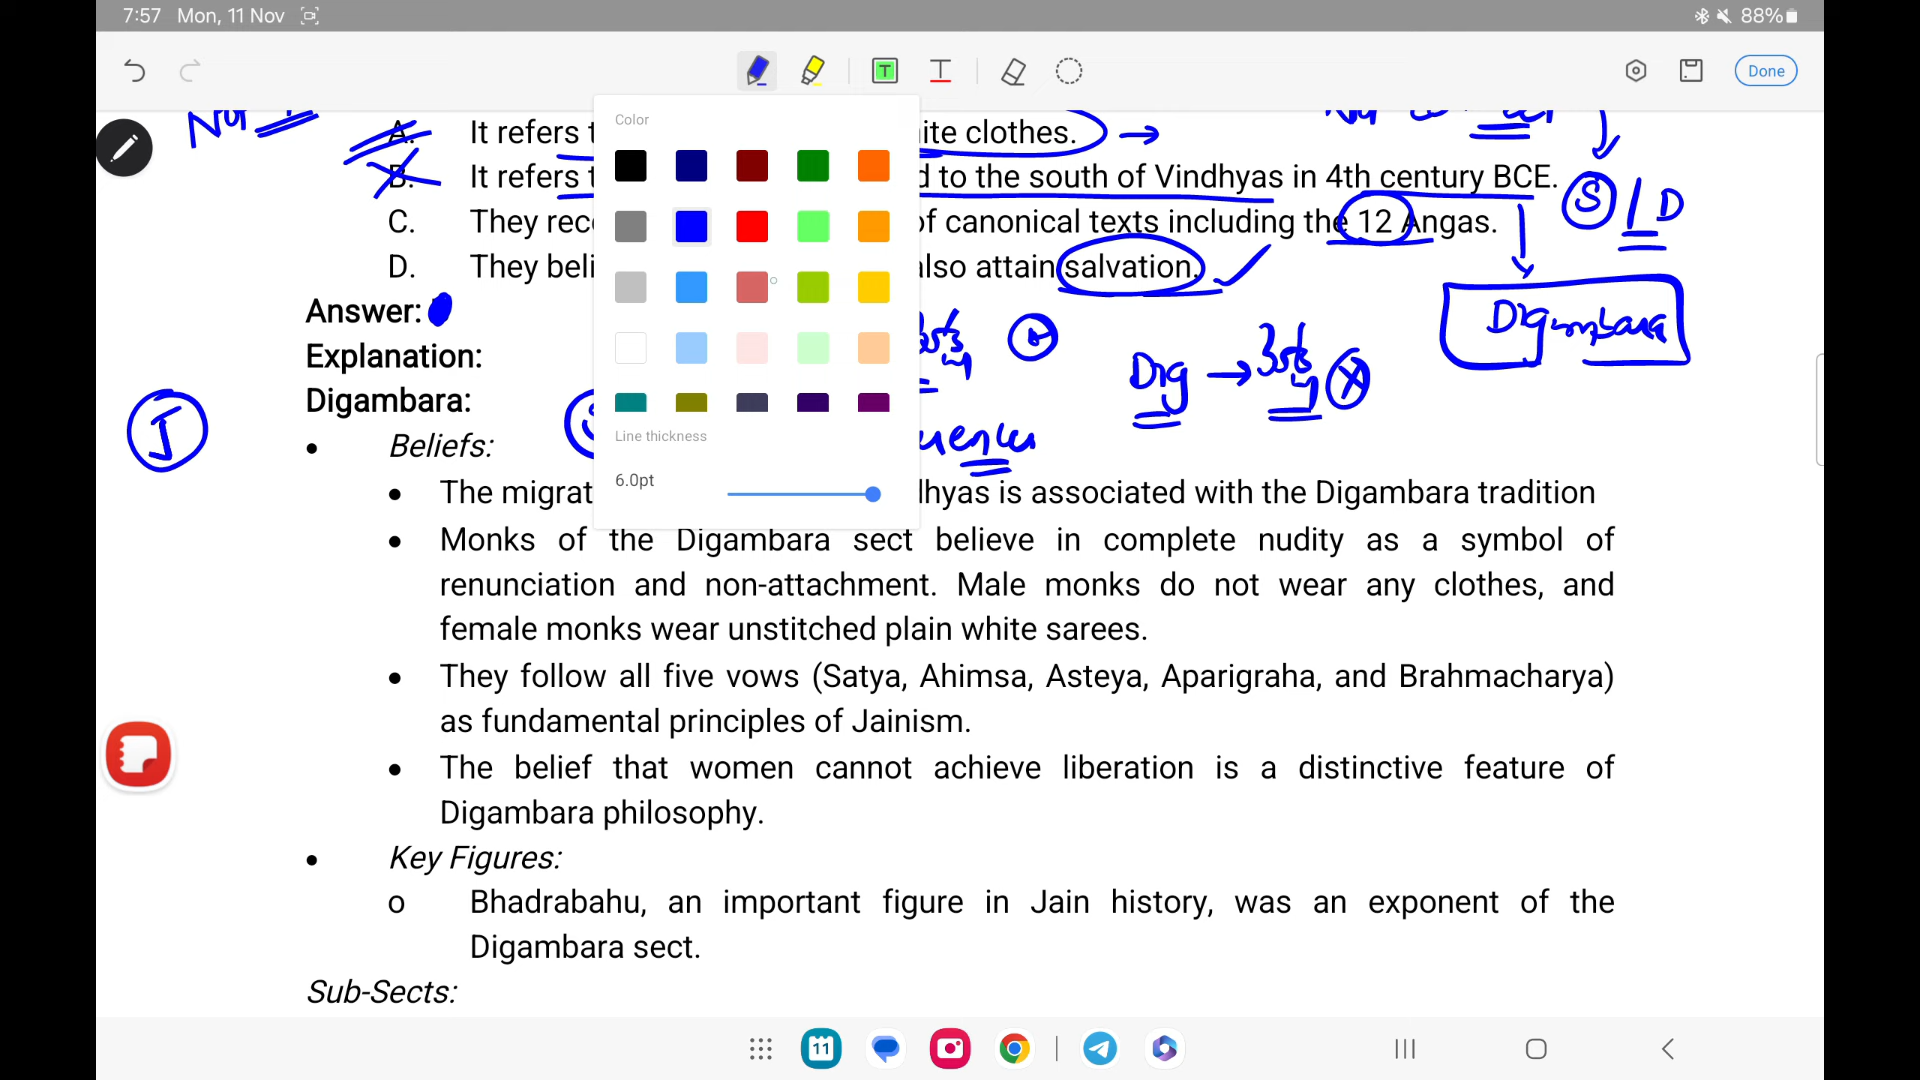 7:57 Mon, 11 Nov 88%
Done
Color
Line thickness
6.0pt
A. It refers t ite clothes. →
B. It refers t d to the south of Vindhyas in 4th century BCE.
S / D
C. They rec of canonical texts including the 12 Angas.
D. They beli also attain salvation.
Answer:
Digambara
Explanation:
Dig →
Digambara:
J
• Beliefs:
• The migrat dhyas is associated with the Digambara tradition
• Monks of the Digambara sect believe in complete nudity as a symbol of
renunciation and non-attachment. Male monks do not wear any clothes, and
female monks wear unstitched plain white sarees.
• They follow all five vows (Satya, Ahimsa, Asteya, Aparigraha, and Brahmacharya)
as fundamental principles of Jainism.
• The belief that women cannot achieve liberation is a distinctive feature of
Digambara philosophy.
• Key Figures:
o Bhadrabahu, an important figure in Jain history, was an exponent of the
Digambara sect.
Sub-Sects:
11